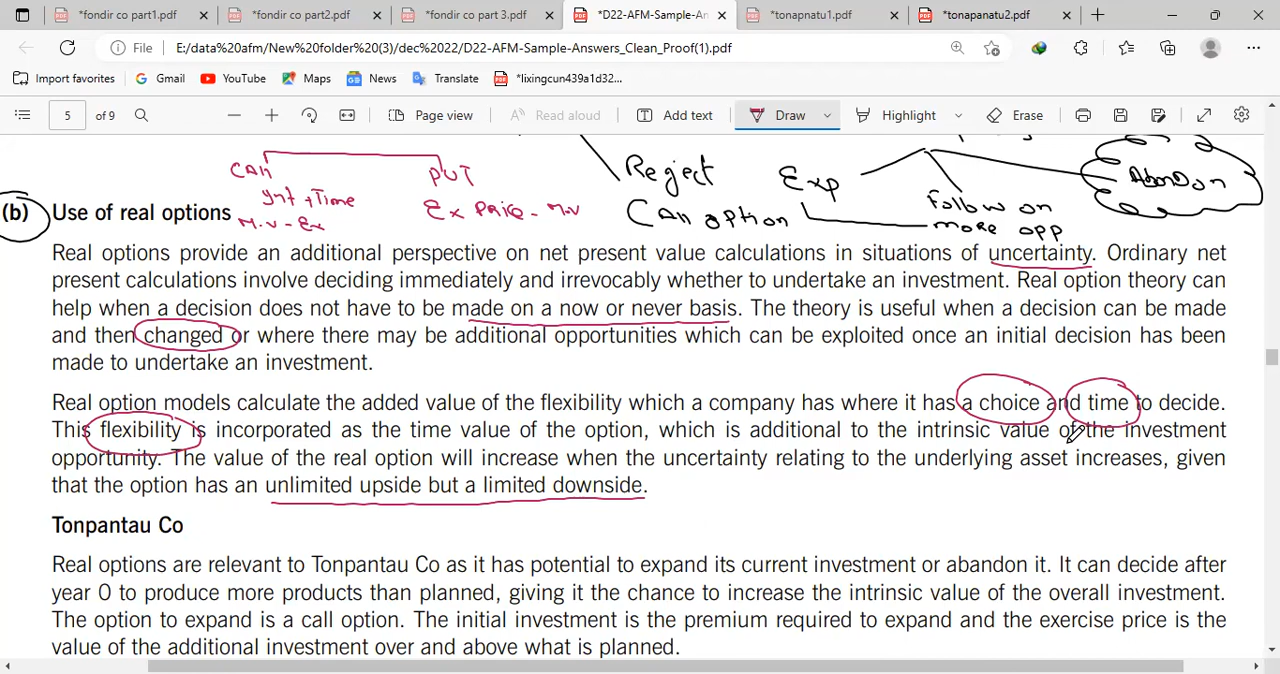 *fondir co part1.pdf
*fondir co part2.pdf
*fondir co part 3.pdf
*D22-AFM-Sample-An
*tonapnatu1.pdf
*tonapanatu2.pdf
File
E:/data%20afm/New%20folder%20(3)/dec%2022/D22-AFM-Sample-Answers_Clean_Proof(1).pdf
Import favorites
Gmail
YouTube
Maps
News
Translate
*lixingcun439a1d32...
5 of 9
Page view
Read aloud
Add text
Draw
Highlight
Erase
CAll
PUT
Int + Time
M.V - Ex
Ex Price - M.V
Reject
CAll option
Exp
Follow on
more opp
AbanDon
(b) Use of real options
Real options provide an additional perspective on net present value calculations in situations of uncertainty. Ordinary net
present calculations involve deciding immediately and irrevocably whether to undertake an investment. Real option theory can
help when a decision does not have to be made on a now or never basis. The theory is useful when a decision can be made
and then changed or where there may be additional opportunities which can be exploited once an initial decision has been
made to undertake an investment.
Real option models calculate the added value of the flexibility which a company has where it has a choice and time to decide.
This flexibility is incorporated as the time value of the option, which is additional to the intrinsic value of the investment
opportunity. The value of the real option will increase when the uncertainty relating to the underlying asset increases, given
that the option has an unlimited upside but a limited downside.
Tonpantau Co
Real options are relevant to Tonpantau Co as it has potential to expand its current investment or abandon it. It can decide after
year 0 to produce more products than planned, giving it the chance to increase the intrinsic value of the overall investment.
The option to expand is a call option. The initial investment is the premium required to expand and the exercise price is the
value of the additional investment over and above what is planned.